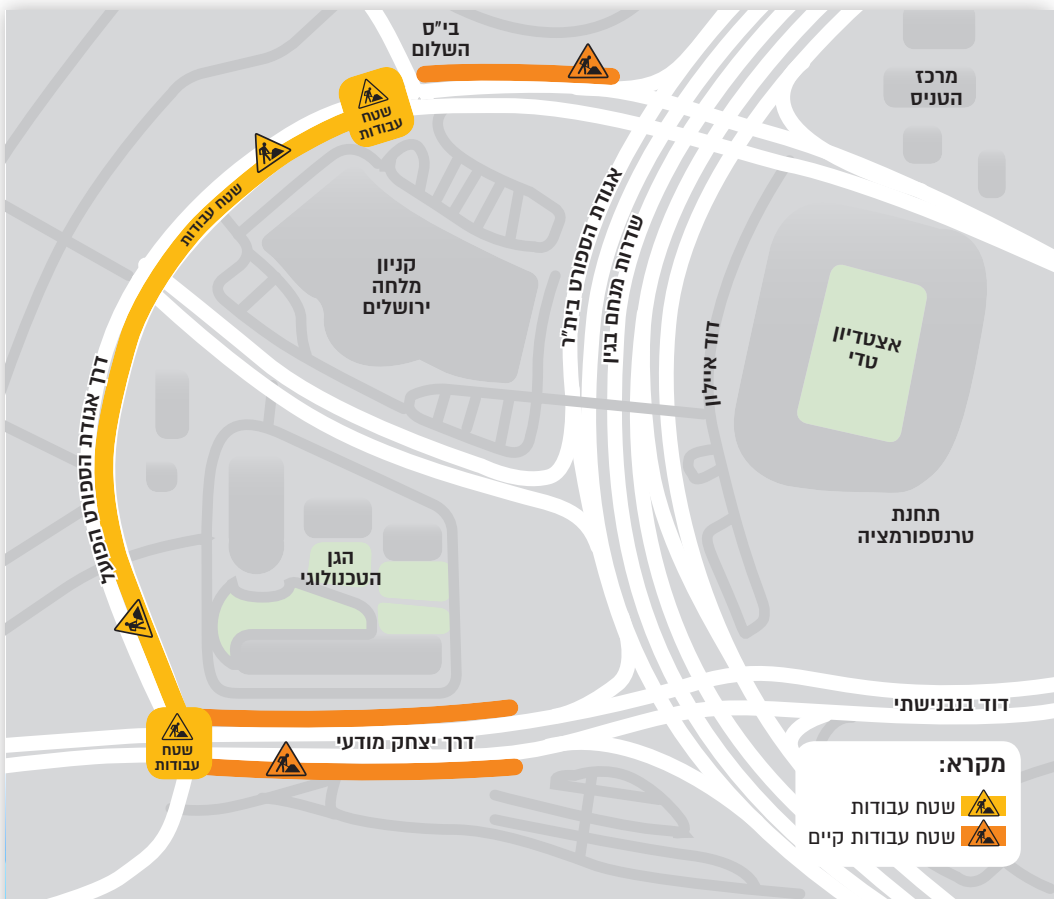 בי"ס
השלום
מרכז
הטניס
שטח
עבודות
שטח עבודות
אגודת הספורט בית"ר
שדרות מנחם בגין
קניון
מלחה
ירושלים
דוד איילון
אצטדיון
טדי
דרך אגודת הספורט הפועל
תחנת
טרנספורמציה
הגן
הטכנולוגי
דוד בנבנישתי
דרך יצחק מודעי
שטח
עבודות
מקרא:
שטח עבודות
שטח עבודות קיים